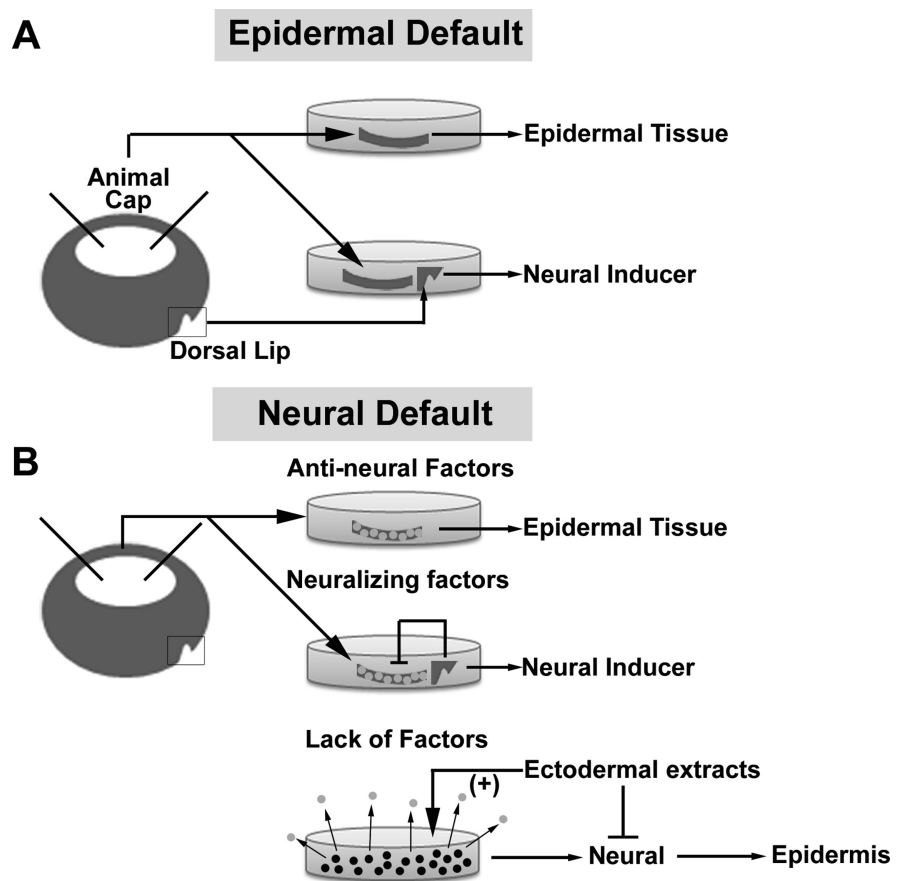 A
Epidermal Default
Epidermal Tissue
Animal
Cap
Neural Inducer
Dorsal Lip
Neural Default
B
Anti-neural Factors
Epidermal Tissue
Neuralizing factors
Neural Inducer
Lack of Factors
Ectodermal extracts
(+)
Neural
Epidermis